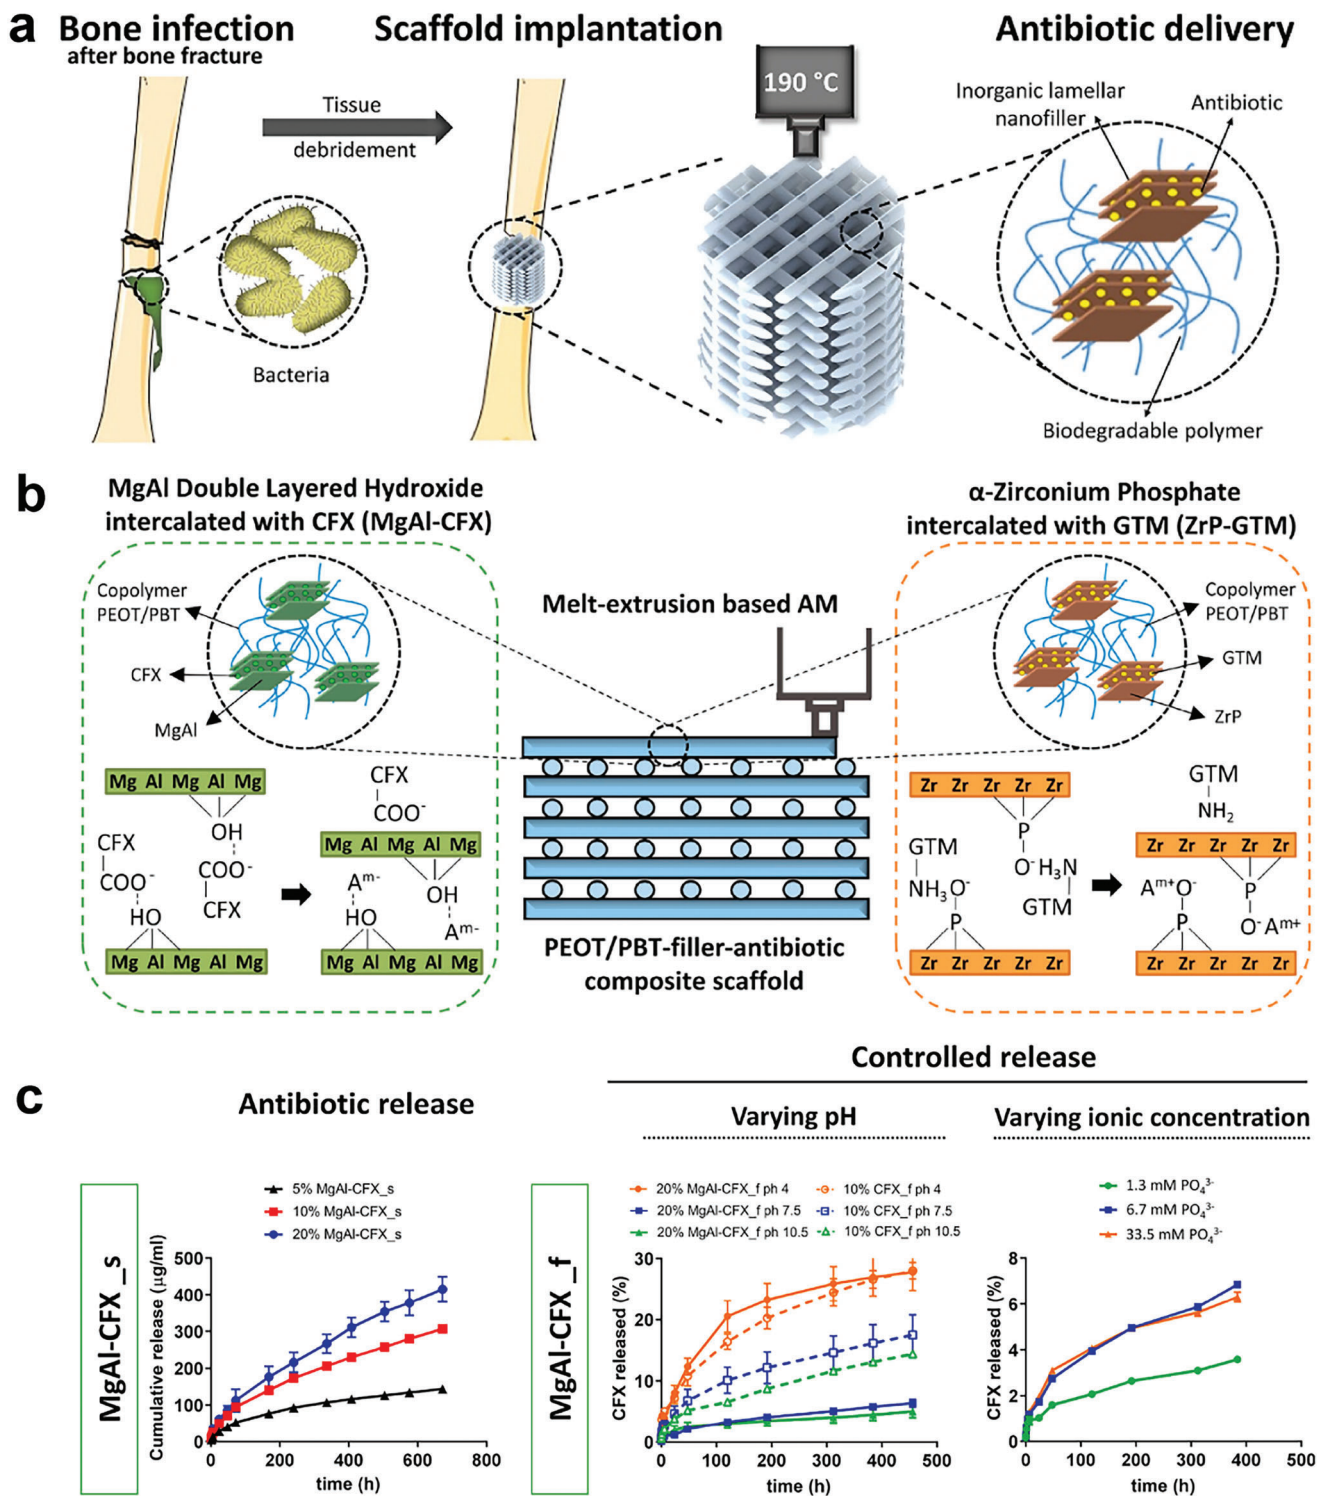 a
Bone infection
after bone fracture
Scaffold implantation
Antibiotic delivery
Tissue
debridement
Bacteria
190 °C
Inorganic lamellar
nanofiller
Antibiotic
Biodegradable polymer
b
MgAl Double Layered Hydroxide
intercalated with CFX (MgAl-CFX)
Copolymer
PEOT/PBT
CFX
MgAl
Mg Al Mg Al Mg
OH
CFX
COO⁻
COO⁻
CFX
HO
Mg Al Mg Al Mg
CFX
COO⁻
Mg Al Mg Al Mg
Aᵐ⁻
OH
HO
Aᵐ⁻
Mg Al Mg Al Mg
Melt-extrusion based AM
PEOT/PBT-filler-antibiotic
composite scaffold
α-Zirconium Phosphate
intercalated with GTM (ZrP-GTM)
Copolymer
PEOT/PBT
GTM
ZrP
Zr Zr Zr Zr Zr
P
GTM
O⁻H₃N
NH₃O⁻
GTM
P
Zr Zr Zr Zr Zr
GTM
NH₂
Zr Zr Zr Zr Zr
Aᵐ⁺O⁻
P
P
O⁻Aᵐ⁺
Zr Zr Zr Zr Zr
c
Antibiotic release
Controlled release
Varying pH
Varying ionic concentration
MgAl-CFX_s
5% MgAl-CFX_s
10% MgAl-CFX_s
20% MgAl-CFX_s
Cumulative release (µg/ml)
500
400
300
200
100
0
0 200 400 600 800
time (h)
MgAl-CFX_f
20% MgAl-CFX_f ph 4
20% MgAl-CFX_f ph 7.5
20% MgAl-CFX_f ph 10.5
10% CFX_f ph 4
10% CFX_f ph 7.5
10% CFX_f ph 10.5
CFX released (%)
30
20
10
0
0 100 200 300 400 500
time (h)
1.3 mM PO₄³⁻
6.7 mM PO₄³⁻
33.5 mM PO₄³⁻
CFX released (%)
8
6
4
2
0
0 100 200 300 400 500
time (h)